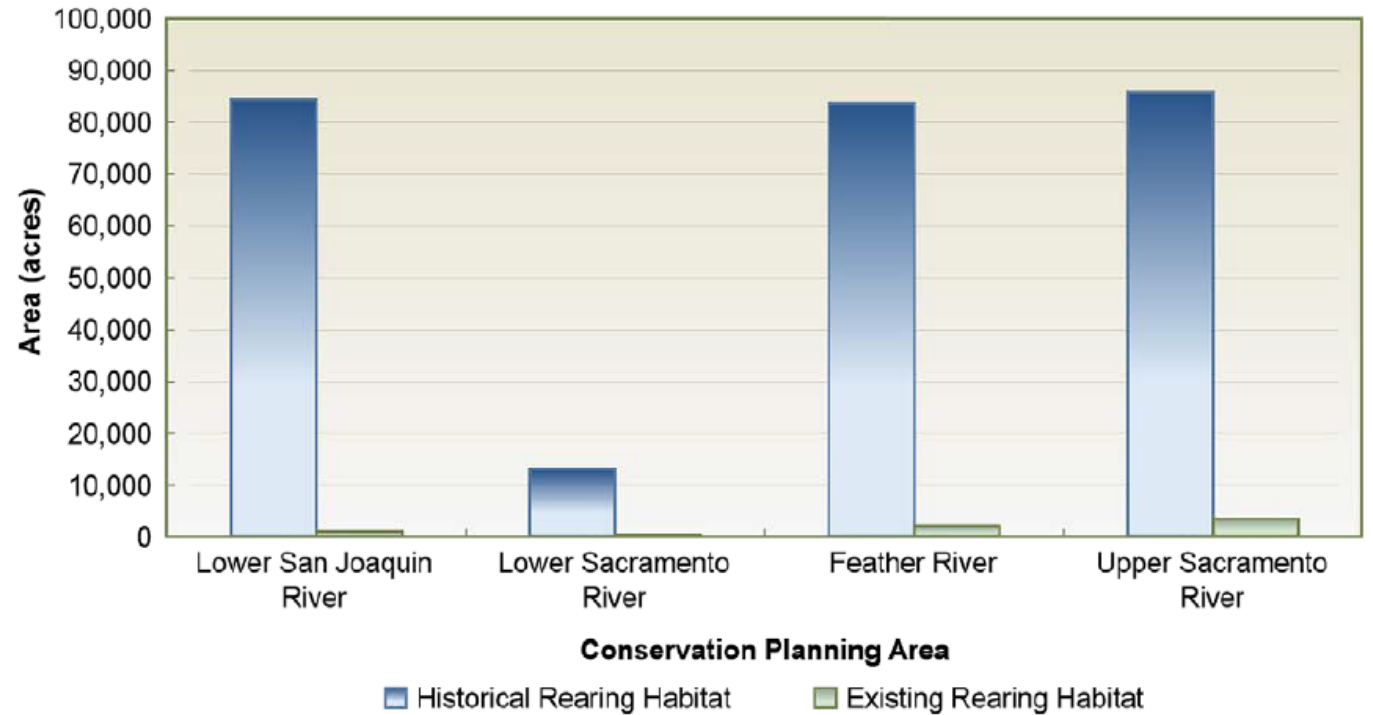 100,000
90,000
80,000
70,000
60,000
50,000
40,000
30,000
20,000
10,000
0
Area (acres)
Lower San Joaquin
River
Lower Sacramento
River
Feather River
Upper Sacramento
River
Conservation Planning Area
Historical Rearing Habitat
Existing Rearing Habitat